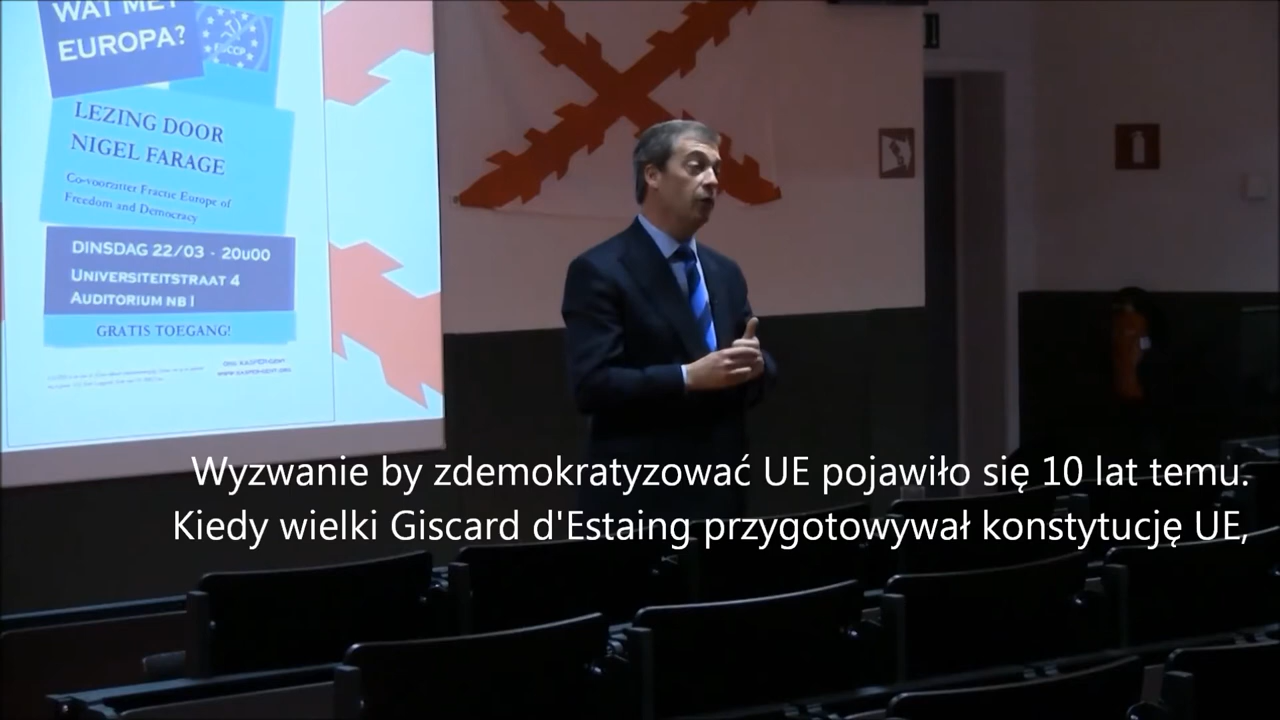 WAT MET
EUROPA?
LEZING DOOR
NIGEL FARAGE
Co-voorzitter Fractie Europe of
Freedom and Democracy
DINSDAG 22/03 - 20U00
UNIVERSITEITSTRAAT 4
AUDITORIUM NB I
GRATIS TOEGANG!
Wyzwanie by zdemokratyzować UE pojawiło się 10 lat temu.
Kiedy wielki Giscard d'Estaing przygotowywał konstytucję UE,